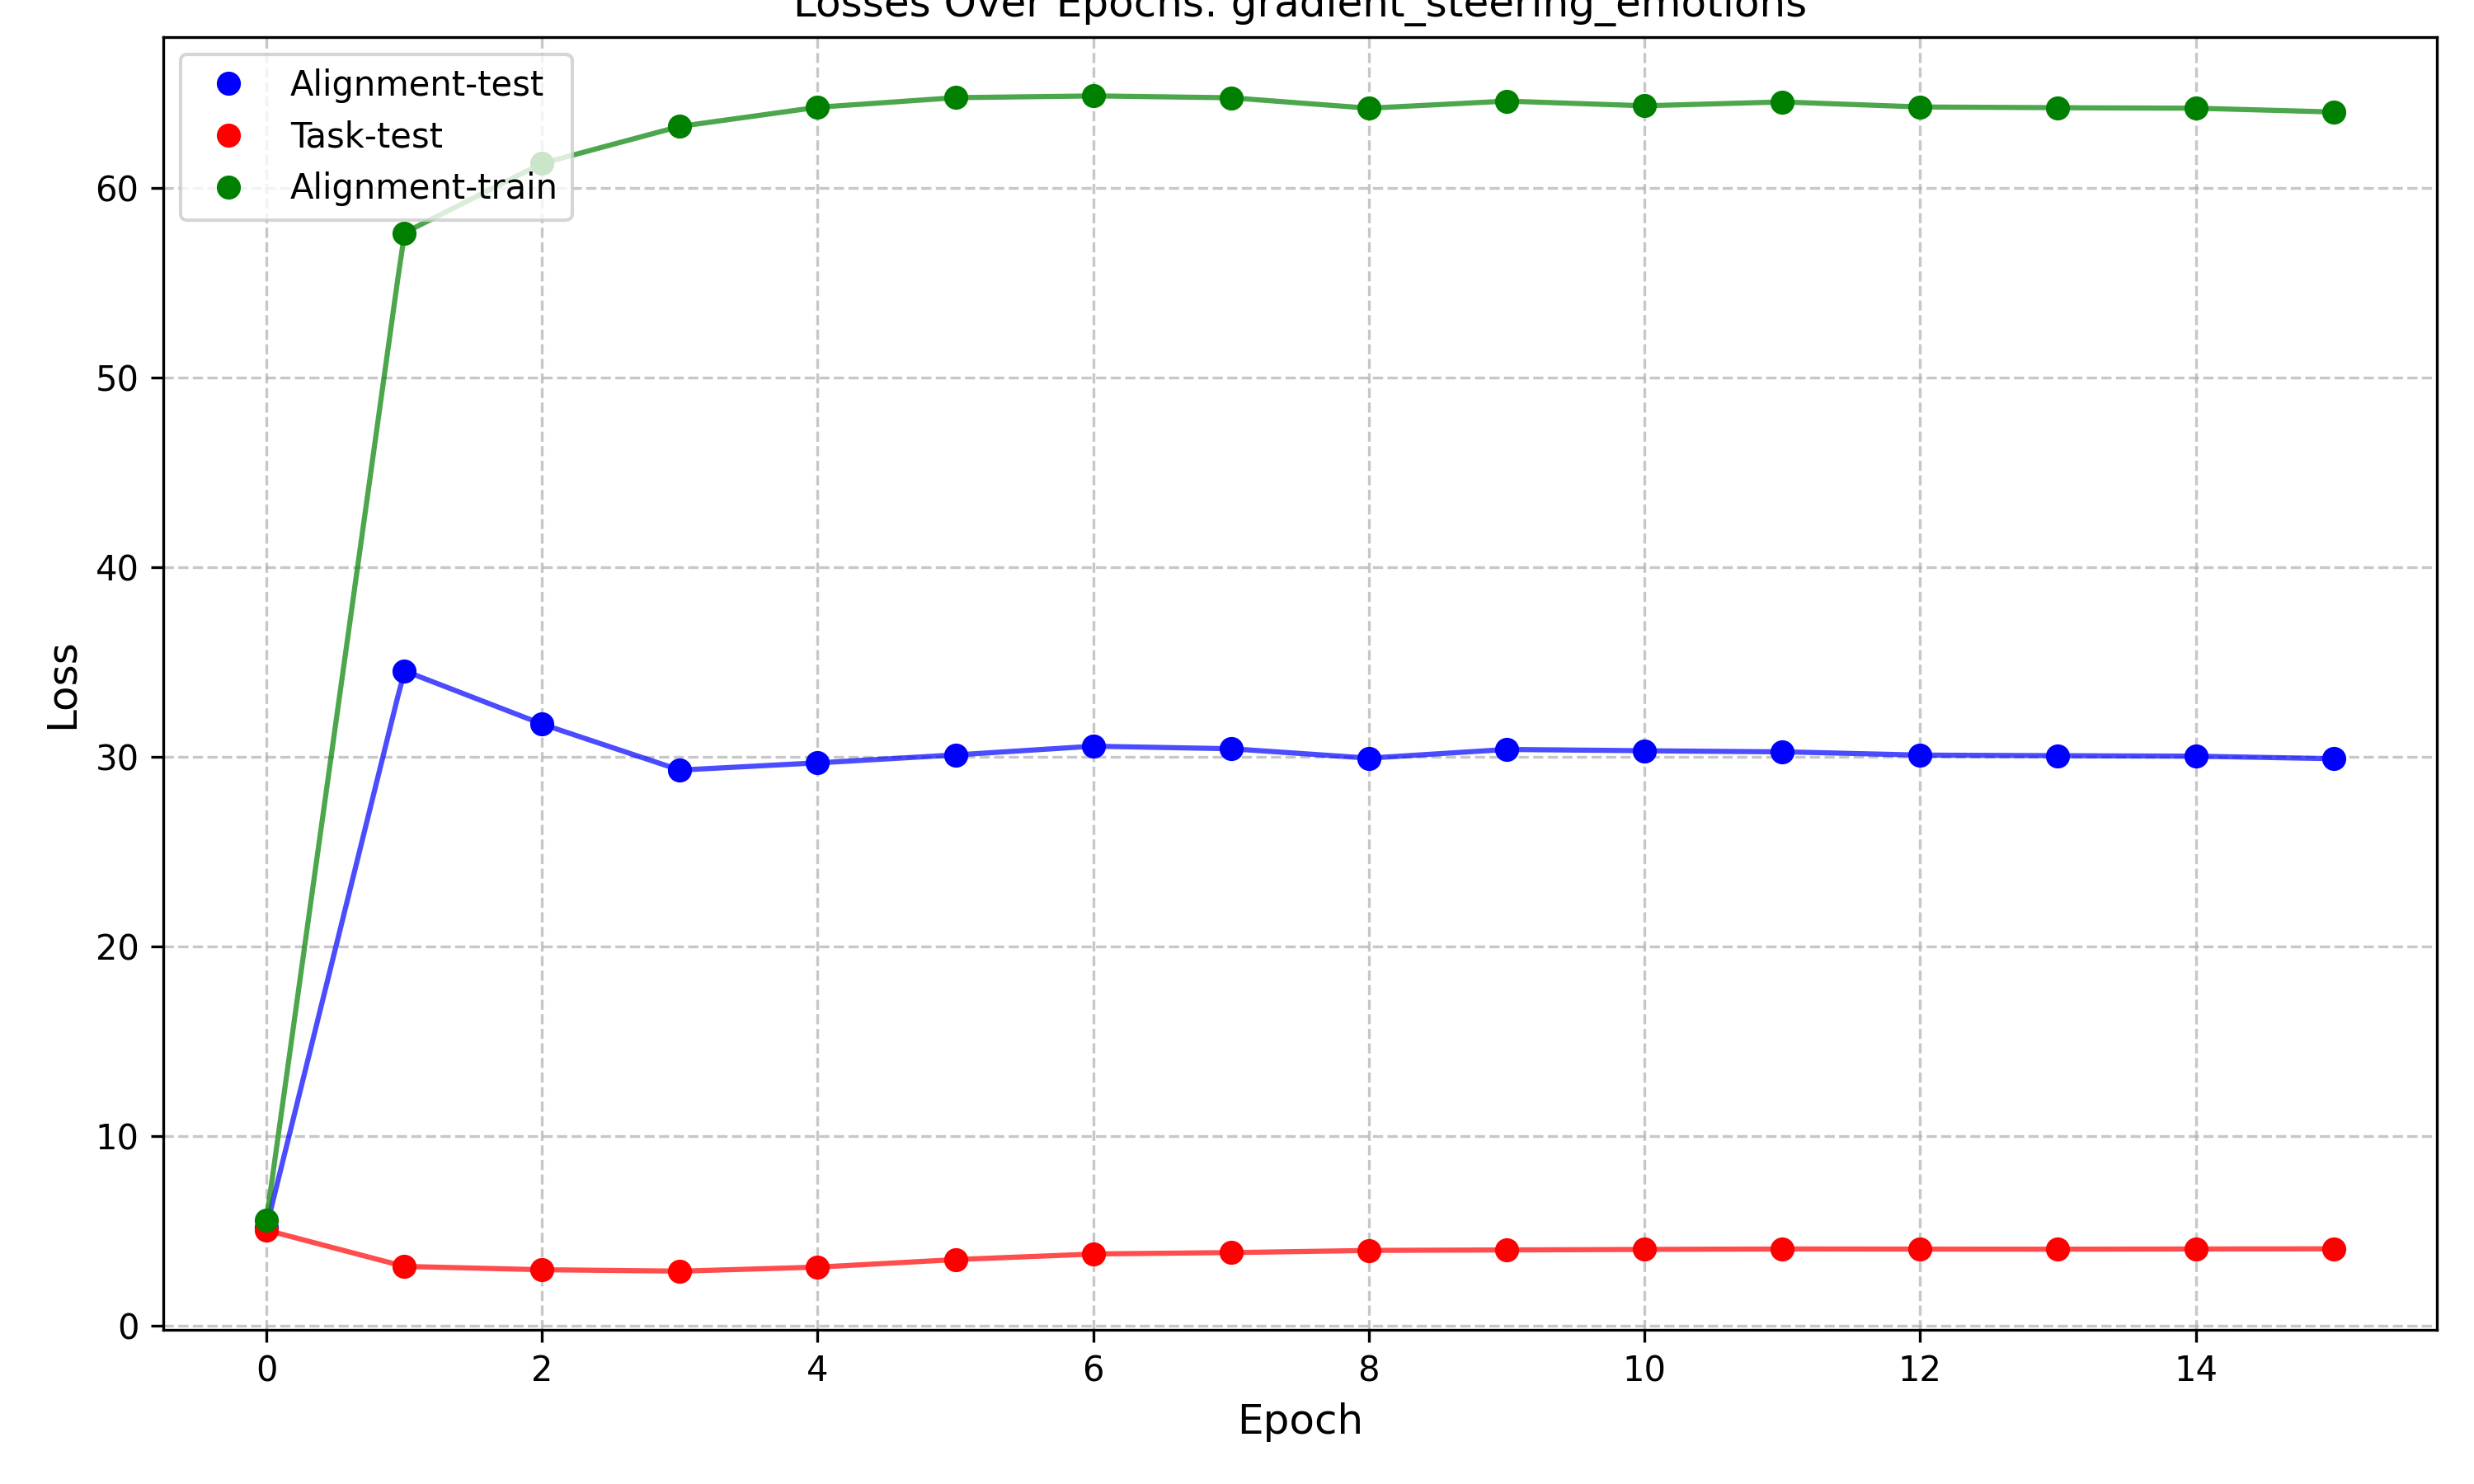 Losses Over Epochs: gradient_steering_emotions
Alignment-test
Task-test
Alignment-train
60
50
40
30
20
10
0
Loss
0 2 4 6 8 10 12 14
Epoch